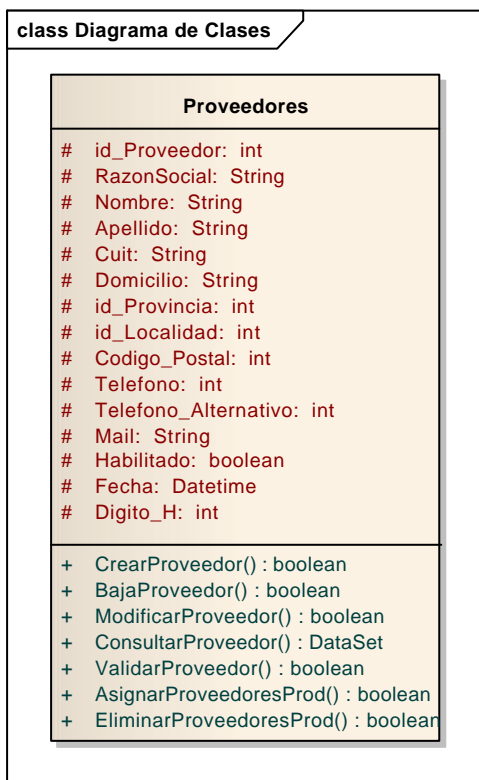 class Diagrama de Clases
Proveedores
# id_Proveedor: int
# RazonSocial: String
# Nombre: String
# Apellido: String
# Cuit: String
# Domicilio: String
# id_Provincia: int
# id_Localidad: int
# Codigo_Postal: int
# Telefono: int
# Telefono_Alternativo: int
# Mail: String
# Habilitado: boolean
# Fecha: Datetime
# Digito_H: int
+ CrearProveedor() : boolean
+ BajaProveedor() : boolean
+ ModificarProveedor() : boolean
+ ConsultarProveedor() : DataSet
+ ValidarProveedor() : boolean
+ AsignarProveedoresProd() : boolean
+ EliminarProveedoresProd() : boolean